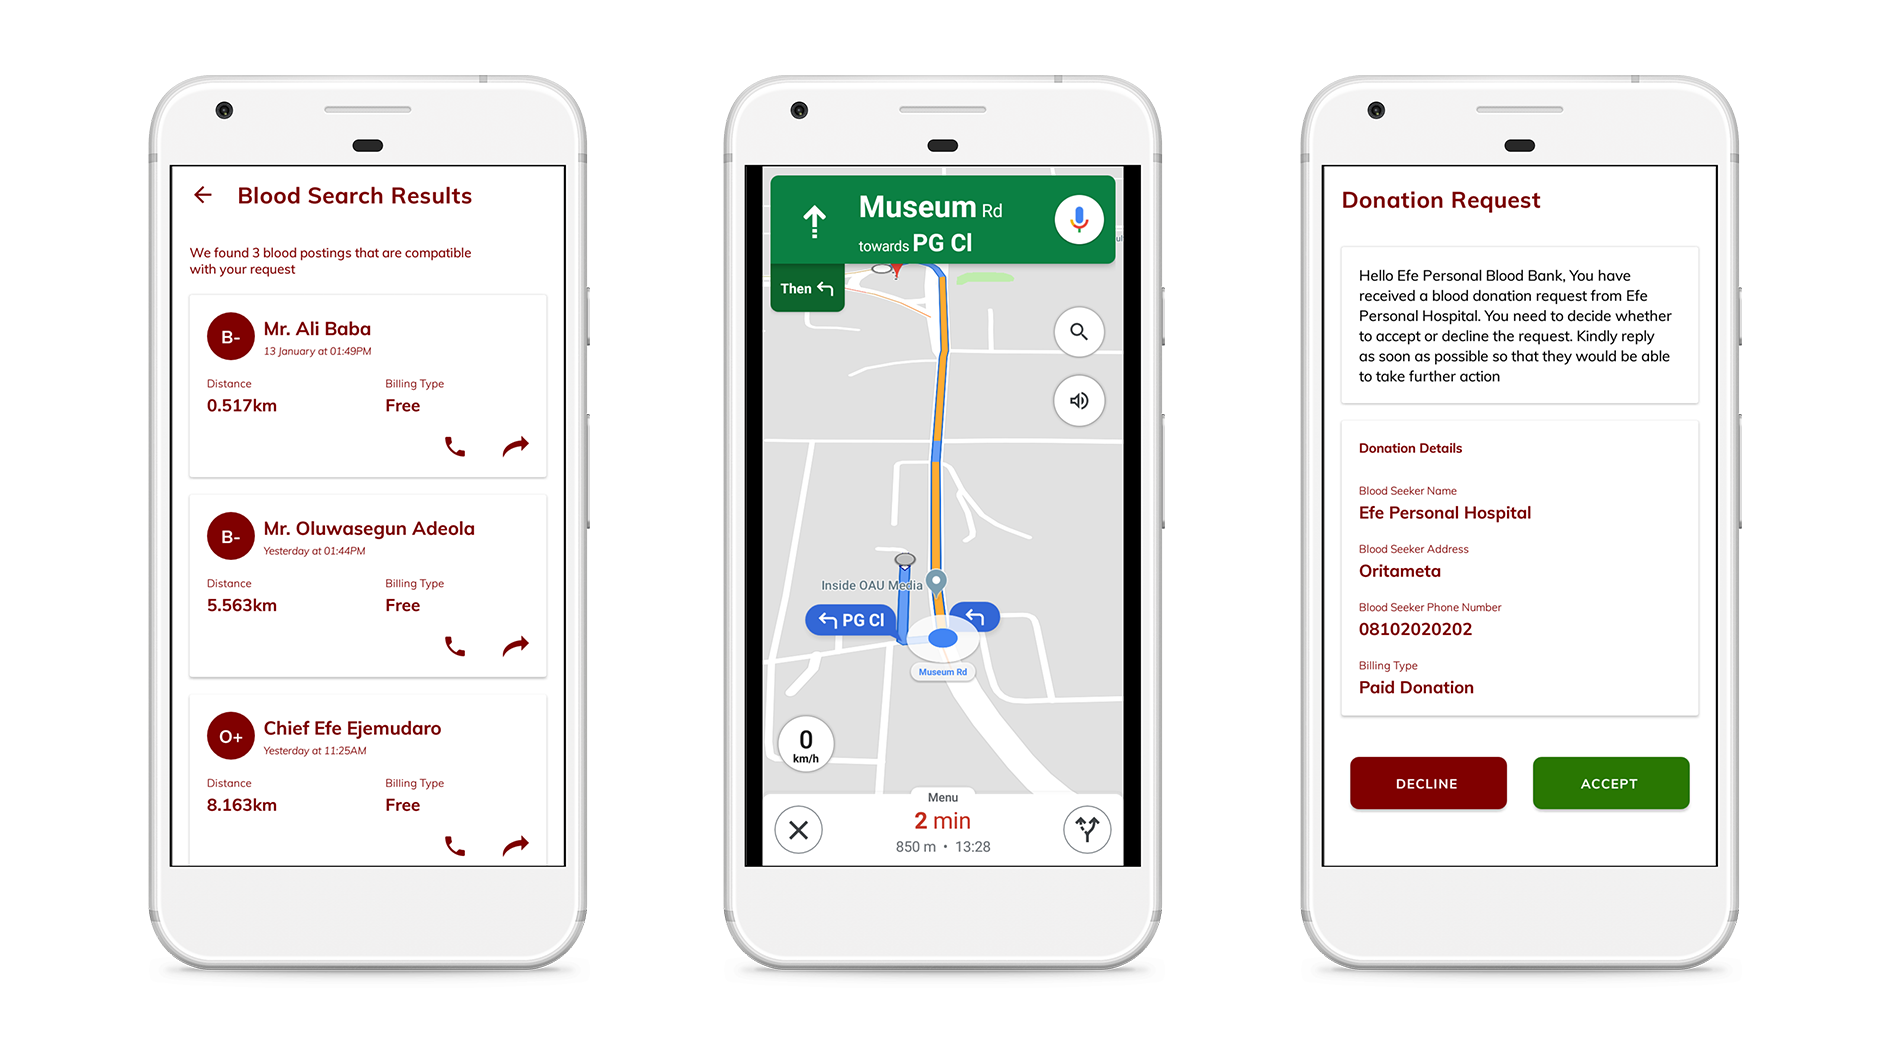 Blood Search Results
We found 3 blood postings that are compatible
with your request
B-
Mr. Ali Baba
13 January at 01:49PM
Distance
Billing Type
0.517km
Free
B-
Mr. Oluwasegun Adeola
Yesterday at 01:44PM
Distance
Billing Type
5.563km
Free
O+
Chief Efe Ejemudaro
Yesterday at 11:25AM
Distance
Billing Type
8.163km
Free
Museum Rd
towards PG Cl
Then
Inside OAU Media
PG Cl
Museum Rd
0
km/h
Menu
2 min
850 m • 13:28
Donation Request
Hello Efe Personal Blood Bank, You have
received a blood donation request from Efe
Personal Hospital. You need to decide whether
to accept or decline the request. Kindly reply
as soon as possible so that they would be able
to take further action
Donation Details
Blood Seeker Name
Efe Personal Hospital
Blood Seeker Address
Oritameta
Blood Seeker Phone Number
08102020202
Billing Type
Paid Donation
DECLINE
ACCEPT